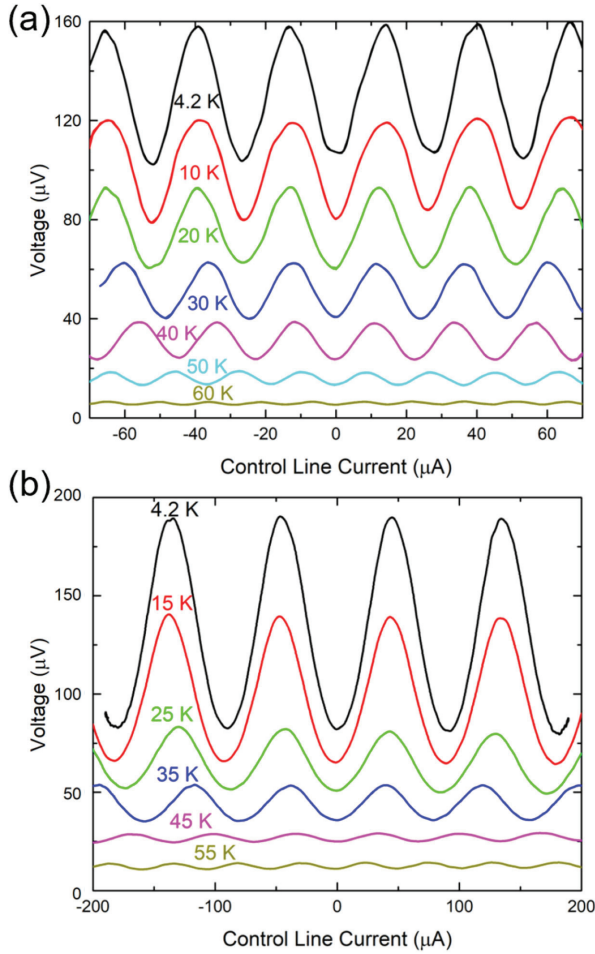 (a)
160
120
80
40
0
Voltage (μV)
4.2 K
10 K
20 K
30 K
40 K
50 K
60 K
-60 -40 -20 0 20 40 60
Control Line Current (μA)
(b)
200
150
100
50
0
Voltage (μV)
4.2 K
15 K
25 K
35 K
45 K
55 K
-200 -100 0 100 200
Control Line Current (μA)